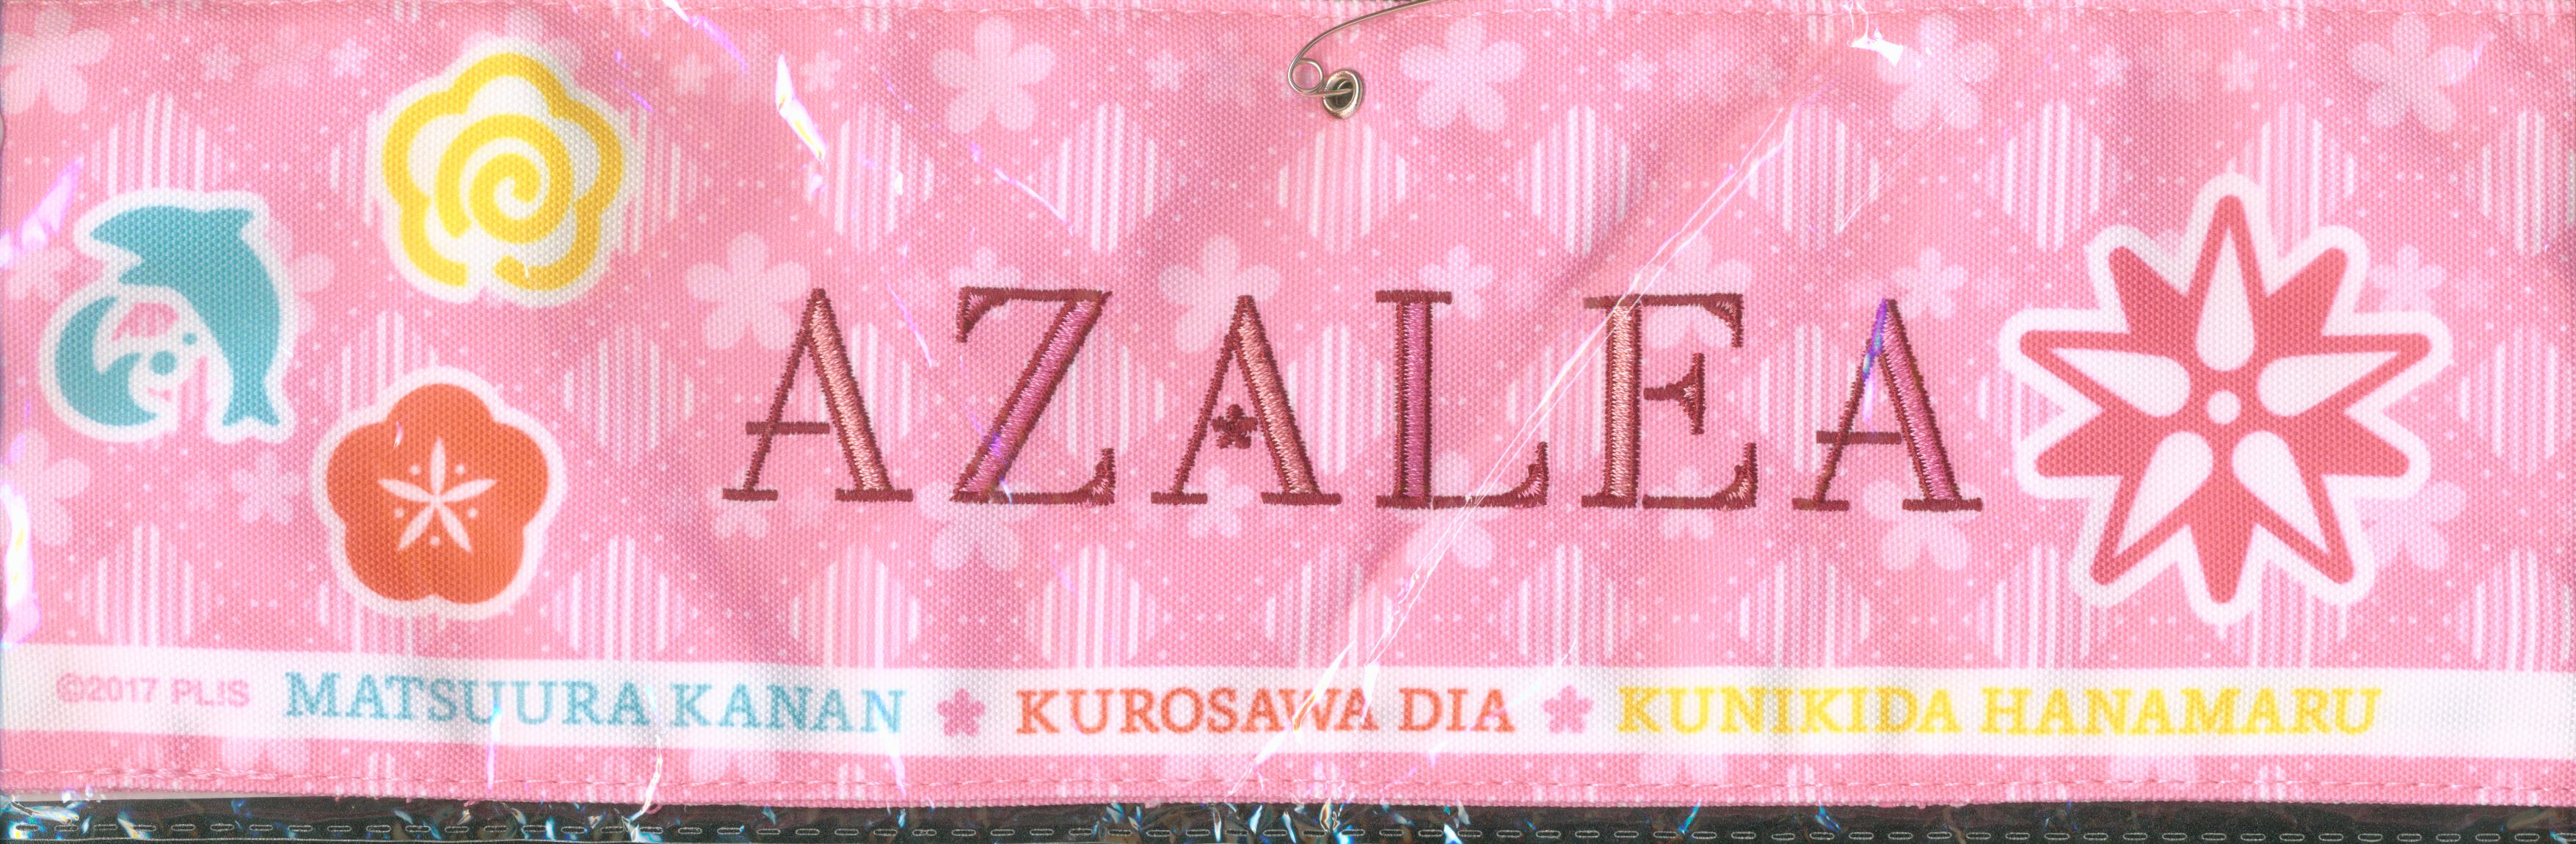 AZALEA
©2017 PL!S MATSUURA KANAN KUROSAWA DIA KUNIKIDA HANAMARU